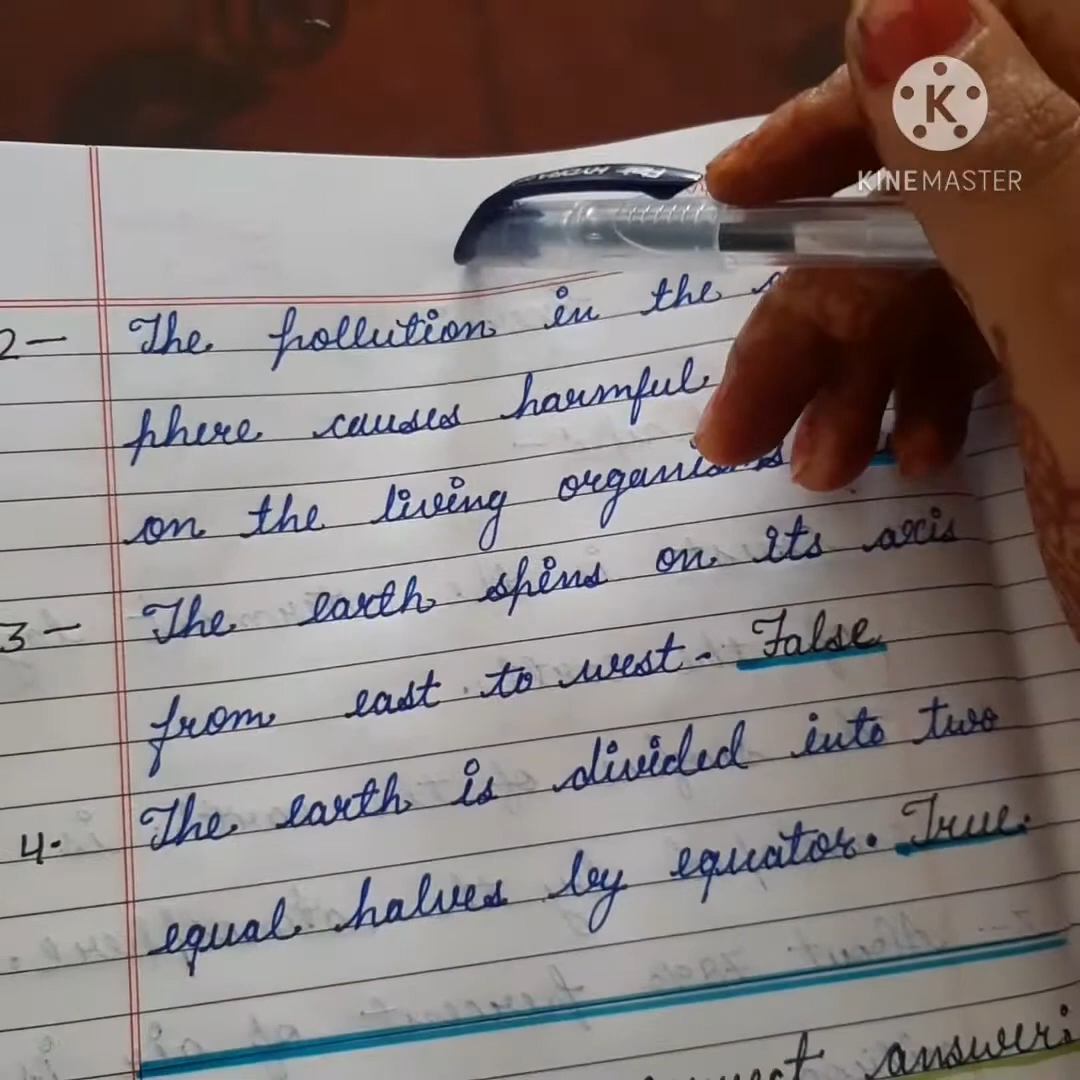 KINEMASTER
2- The pollution in the
phere causes harmful
on the living organisms
3- The earth spins on its axis
from east to west. False
4. The earth is divided into two
equal halves by equator. True.
answer: